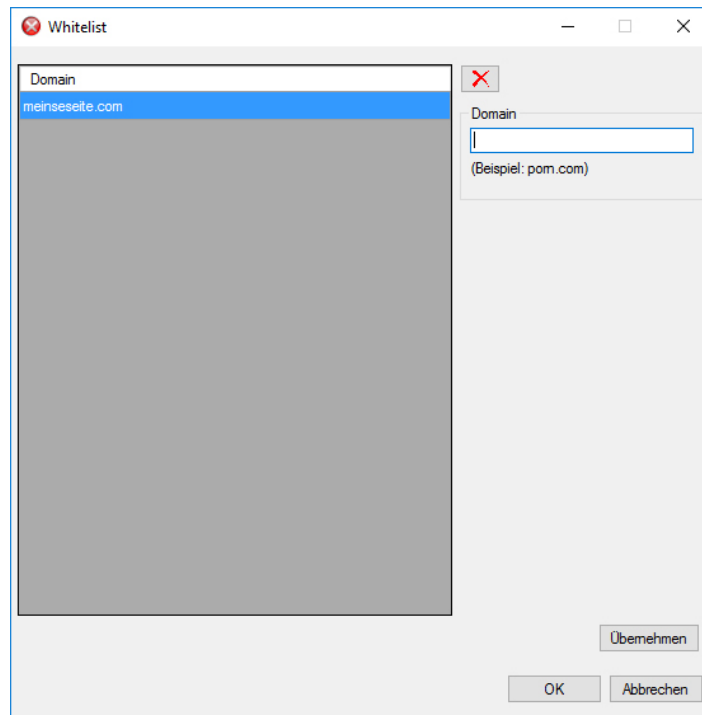 Whitelist
Domain
meinseseite.com
Domain
(Beispiel: porn.com)
Übernehmen
OK
Abbrechen